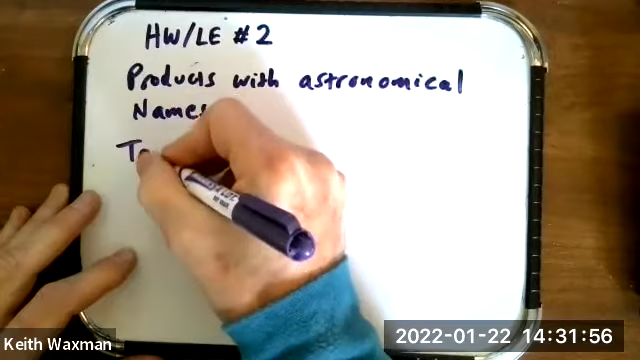 HW/LE #2
Products with astronomical
Names
Keith Waxman
2022-01-22 14:31:56